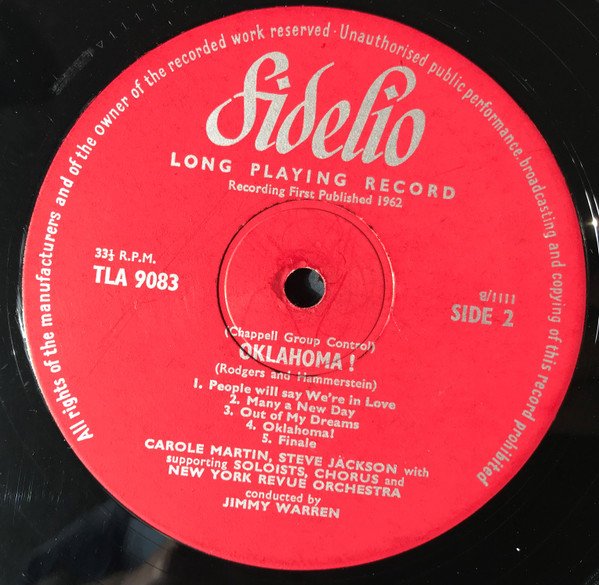 All rights of the manufacturers and of the owner of the recorded work reserved · Unauthorised public performance, broadcasting and copying of this record prohibited
Fidelio
LONG PLAYING RECORD
Recording First Published 1962
33⅓ R.P.M.
TLA 9083
g/1111
SIDE 2
(Chappell Group Control)
OKLAHOMA !
(Rodgers and Hammerstein)
1. People will say We're in Love
2. Many a New Day
3. Out of My Dreams
4. Oklahoma!
5. Finale
CAROLE MARTIN, STEVE JACKSON with
supporting SOLOISTS, CHORUS and
NEW YORK REVUE ORCHESTRA
conducted by
JIMMY WARREN